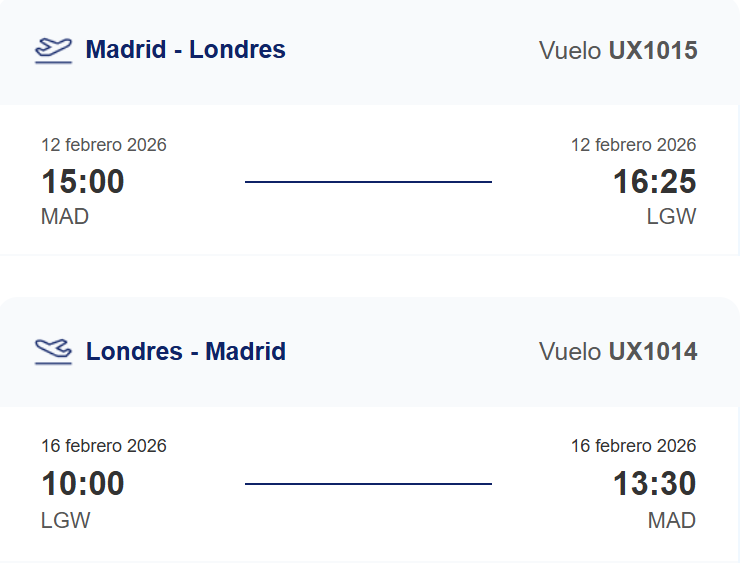 Madrid - Londres Vuelo UX1015
12 febrero 2026 12 febrero 2026
15:00 16:25
MAD LGW
Londres - Madrid Vuelo UX1014
16 febrero 2026 16 febrero 2026
10:00 13:30
LGW MAD